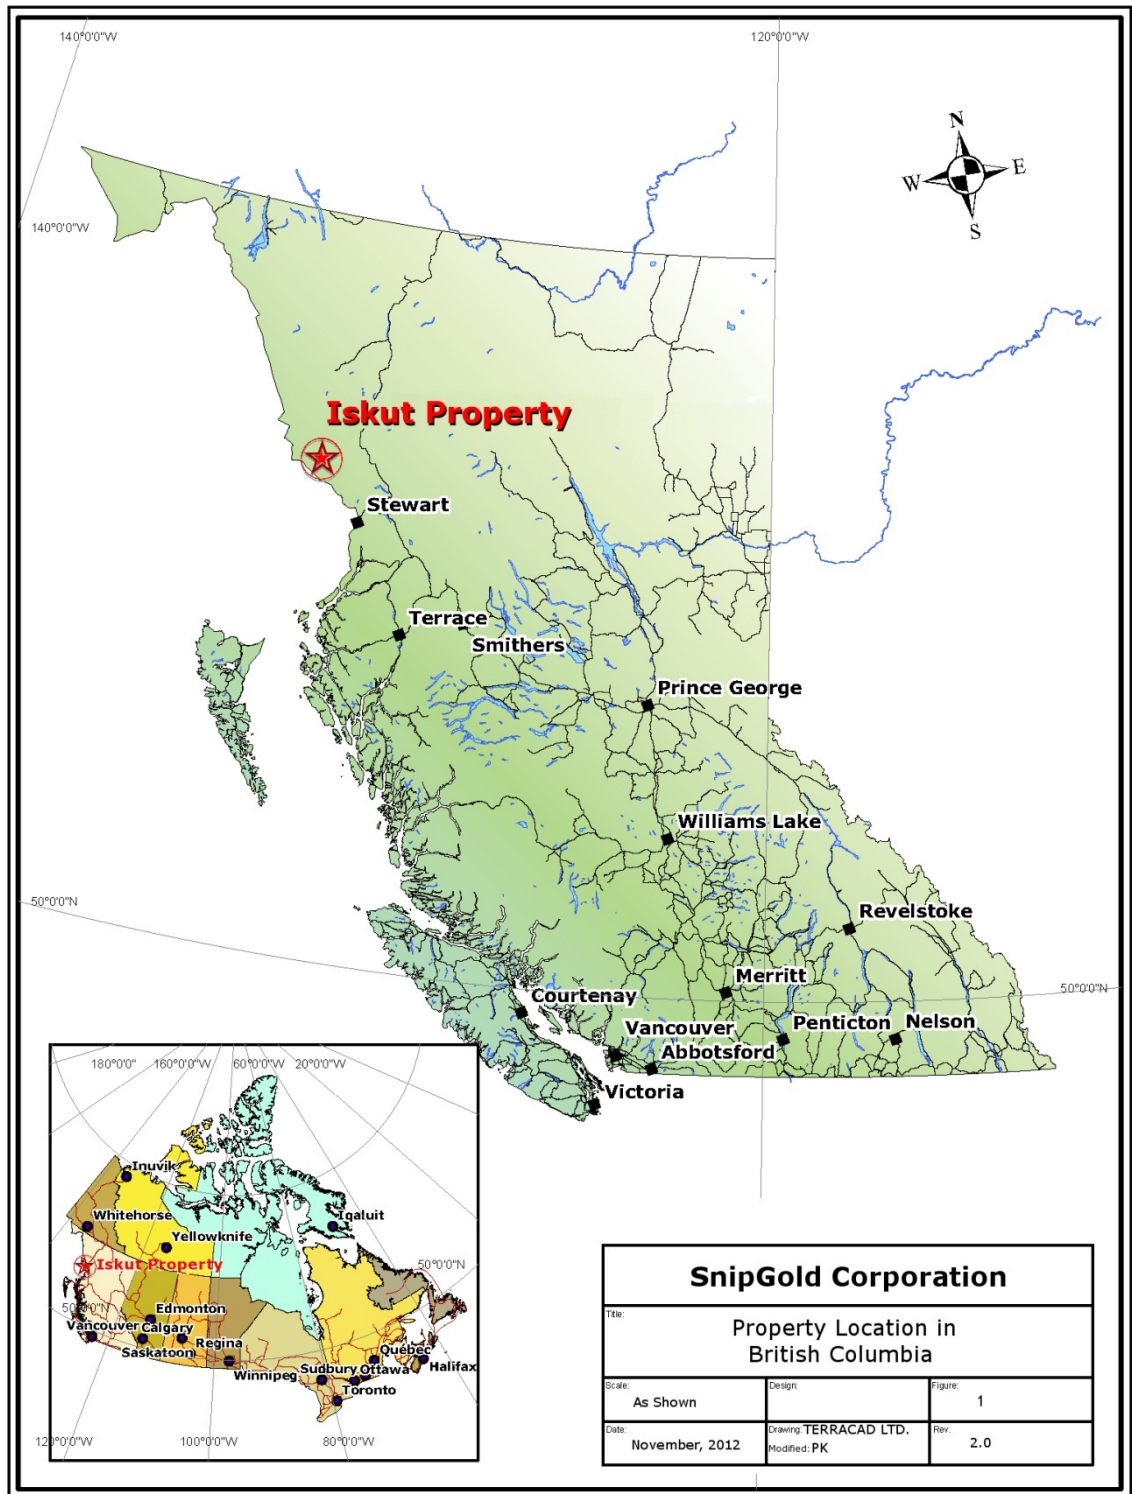 140°0'0"W
120°0'0"W
N
W
E
S
140°0'0"W
Iskut Property
Stewart
Terrace
Smithers
Prince George
Williams Lake
50°0'0"N
Revelstoke
Merritt
50°0'0"N
Courtenay
Vancouver
Penticton
Nelson
Abbotsford
Victoria
180°0'0"
160°0'0"W
60°0'0"W
20°0'0"W
Inuvik
Whitehorse
Iqaluit
Yellowknife
Iskut Property
50°0'0"N
50°0'0"N
Edmonton
Vancouver
Calgary
Regina
Saskatoon
Winnipeg
Sudbury
Ottawa
Québec
Halifax
Toronto
120°0'0"W
100°0'0"W
80°0'0"W
SnipGold Corporation
Title:
Property Location in
British Columbia
Scale:
As Shown
Design:
Figure:
1
Date:
November, 2012
Drawing: TERRACAD LTD.
Modified: PK
Rev:
2.0